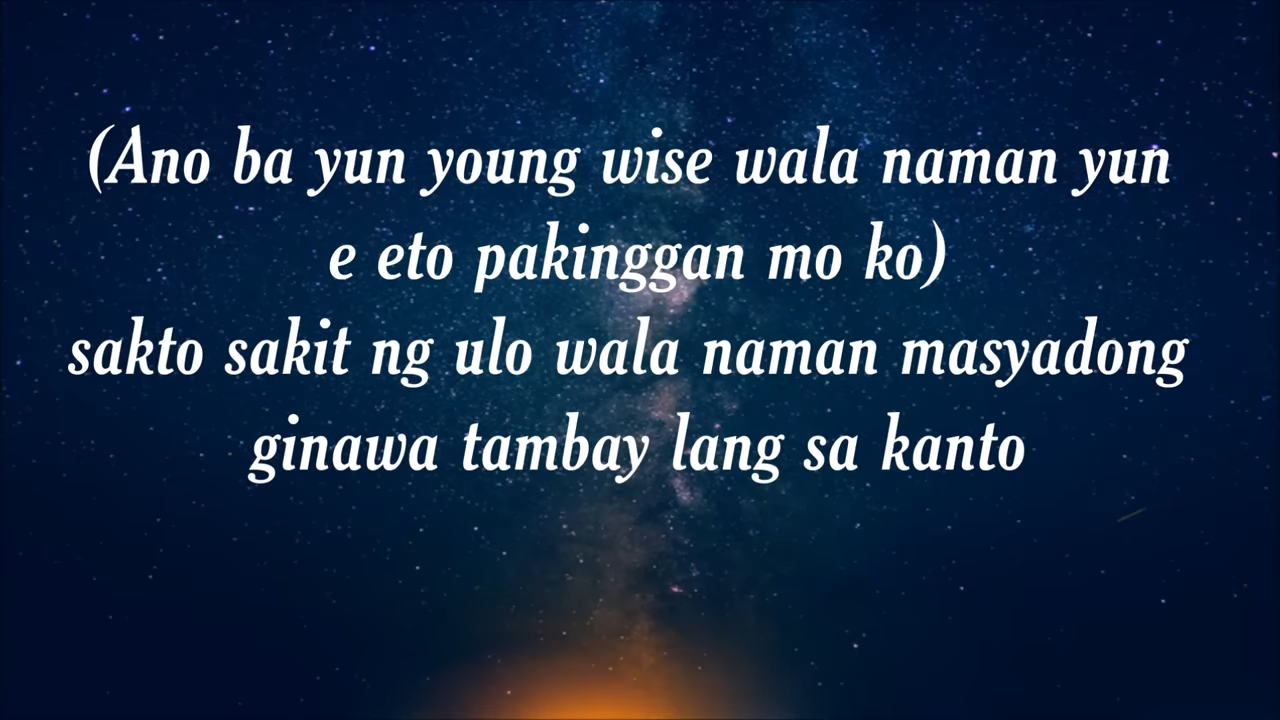 (Ano ba yun young wise wala naman yun
e eto pakinggan mo ko)
sakto sakit ng ulo wala naman masyadong
ginawa tambay lang sa kanto